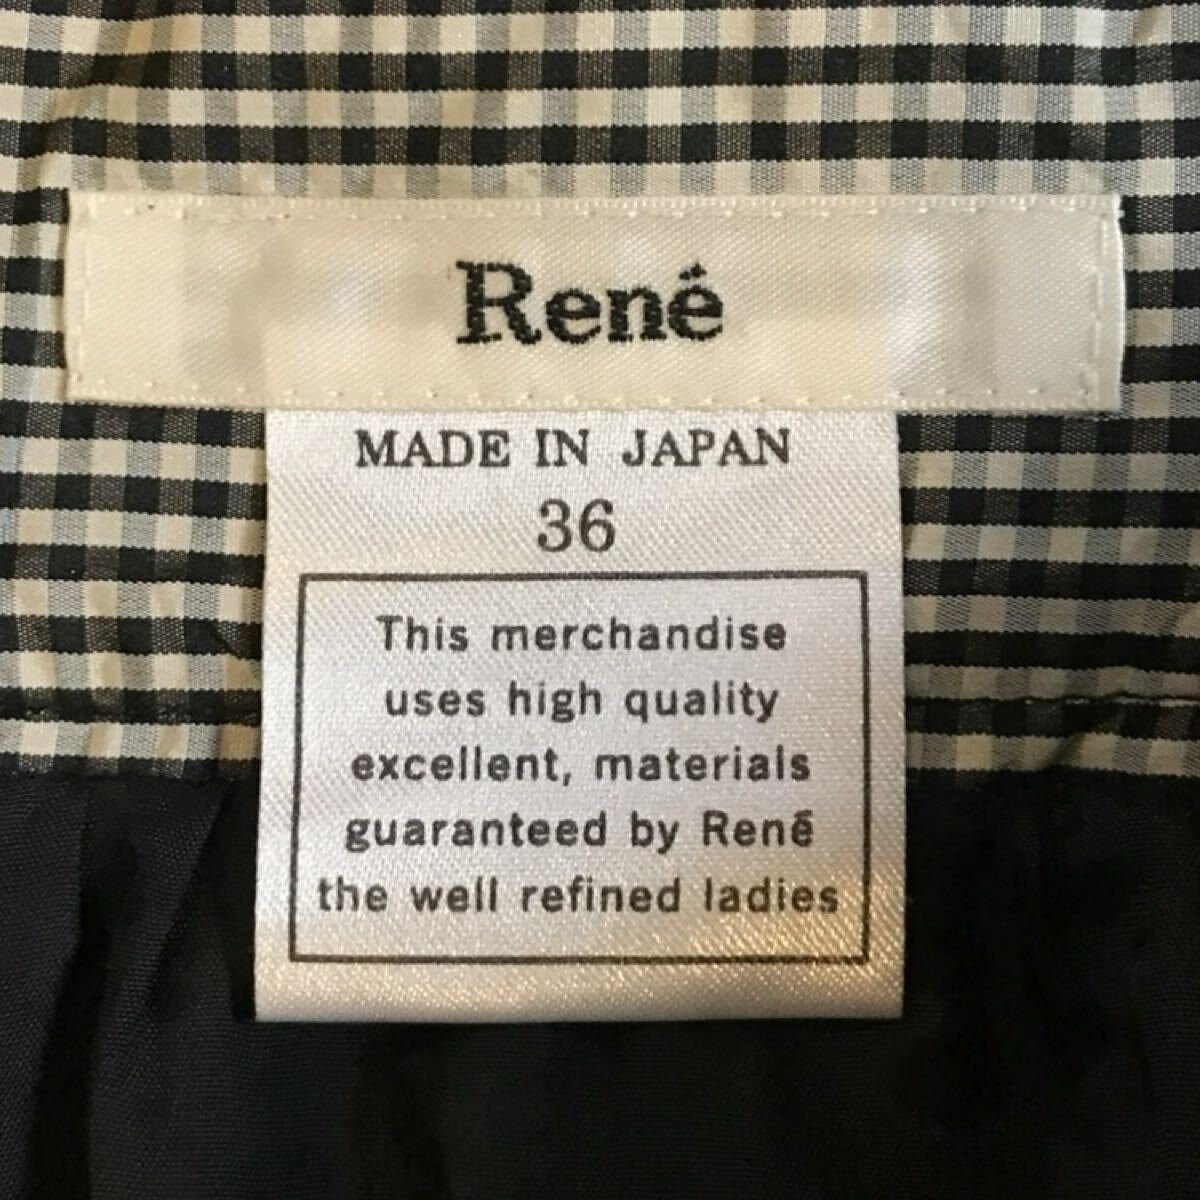 René
MADE IN JAPAN
36
This merchandise
uses high quality
excellent, materials
guaranteed by René
the well refined ladies